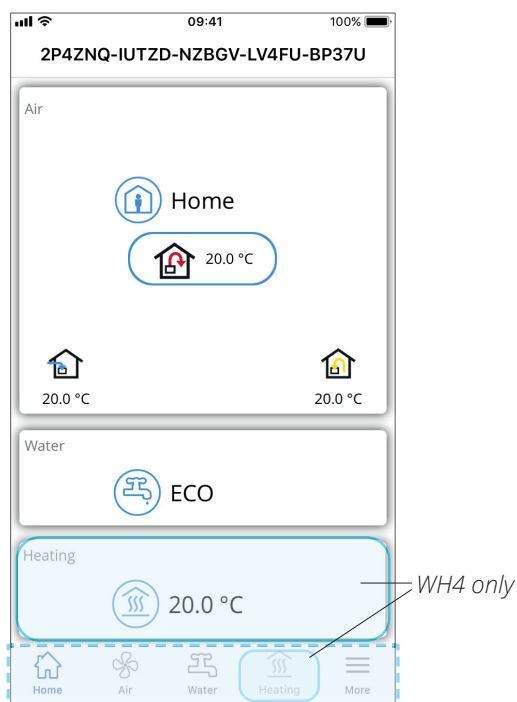 09:41
100%
2P4ZNQ-IUTZD-NZBGV-LV4FU-BP37U
Air
Home
20.0 °C
20.0 °C
20.0 °C
Water
ECO
Heating
20.0 °C
WH4 only
Home
Air
Water
Heating
More